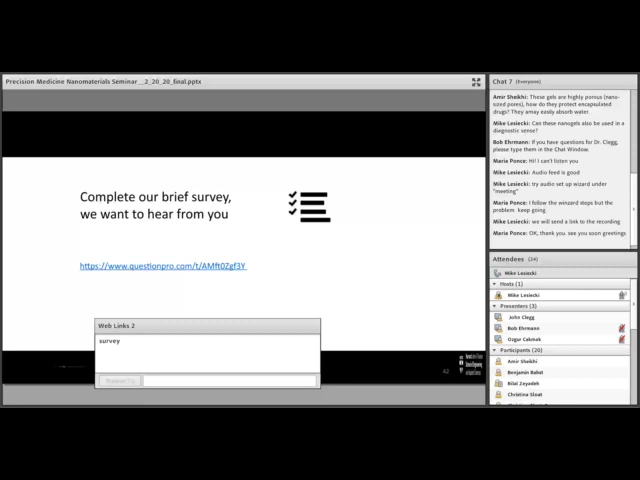 Precision Medicine Nanomaterials Seminar__2_20_20_final.pptx
Complete our brief survey,
we want to hear from you
https://www.questionpro.com/t/AMft0Zgf3Y
Web Links 2
survey
Browse To
42
Chat 7 (Everyone)
Amir Sheikhi: These gels are highly porous (nano-
sized pores), how do they protect encaptulated
drugs? They amay easily absorb water.
Mike Lesiecki: Can these nanogels also be used in a
diagnostic sense?
Bob Ehrmann: If you have questions for Dr. Clegg,
please type them in the Chat Window.
Maria Ponce: Hi! I can't listen you
Mike Lesiecki: Audio feed is good
Mike Lesiecki: try audio set up wizard under
"meeting"
Maria Ponce: I follow the winzard steps but the
problem keep going
Mike Lesiecki: we will send a link to the recording
Maria Ponce: OK, thank you. see you soon greetings
Attendees (24)
Mike Lesiecki
Hosts (1)
Mike Lesiecki
Presenters (3)
John Clegg
Bob Ehrmann
Ozgur Cakmak
Participants (20)
Amir Sheikhi
Benjamin Bahst
Bilal Zeyadeh
Christina Sloat